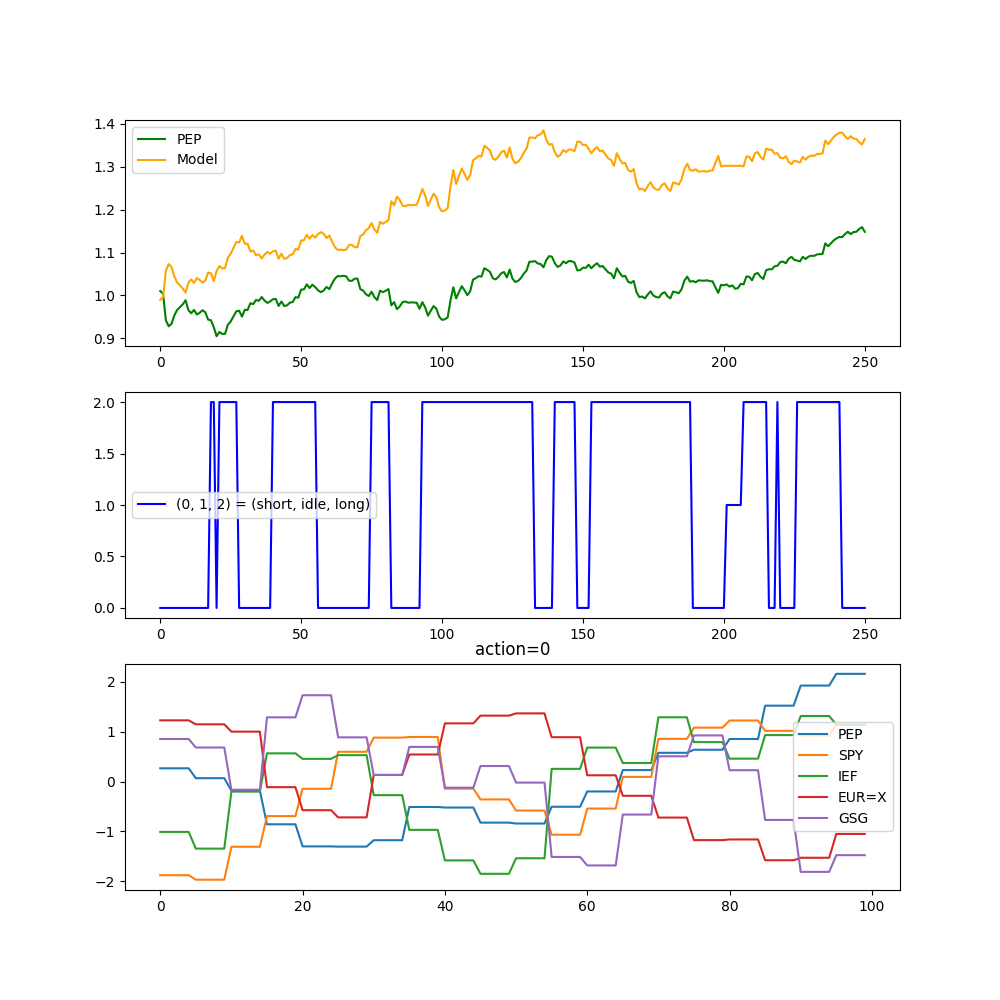 1.4
1.3
1.2
1.1
1.0
0.9
PEP
Model
0 50 100 150 200 250
2.0
1.5
1.0
0.5
0.0
(0, 1, 2) = (short, idle, long)
0 50 100 150 200 250
action=0
2
1
0
−1
−2
PEP
SPY
IEF
EUR=X
GSG
0 20 40 60 80 100